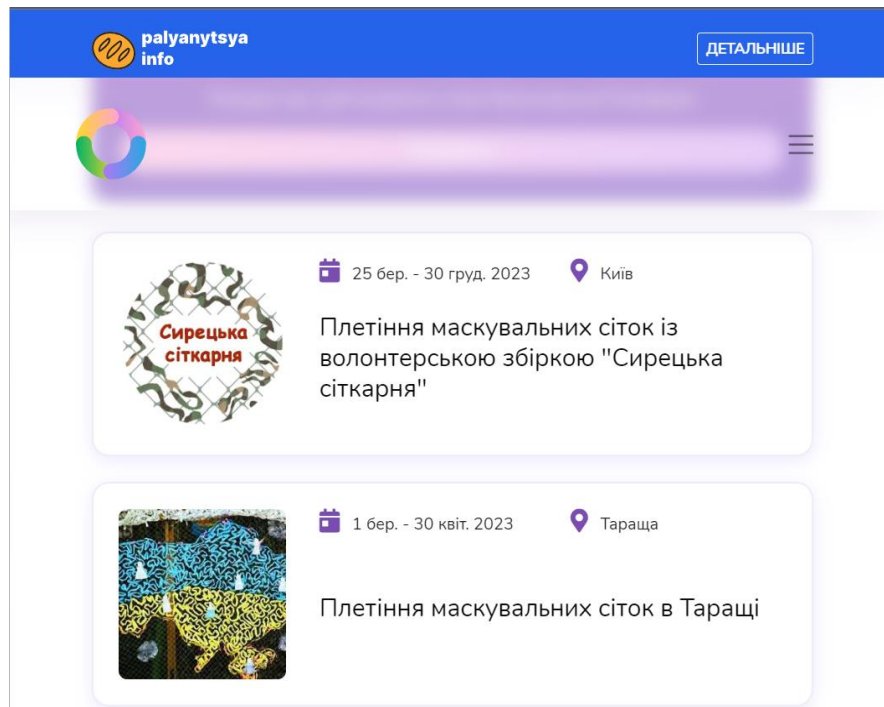 palyanytsya
info
ДЕТАЛЬНІШЕ
25 бер. - 30 груд. 2023
Київ
Сирецька
сіткарня
Плетіння маскувальних сіток із
волонтерською збіркою "Сирецька
сіткарня"
1 бер. - 30 квіт. 2023
Тараща
Плетіння маскувальних сіток в Таращі